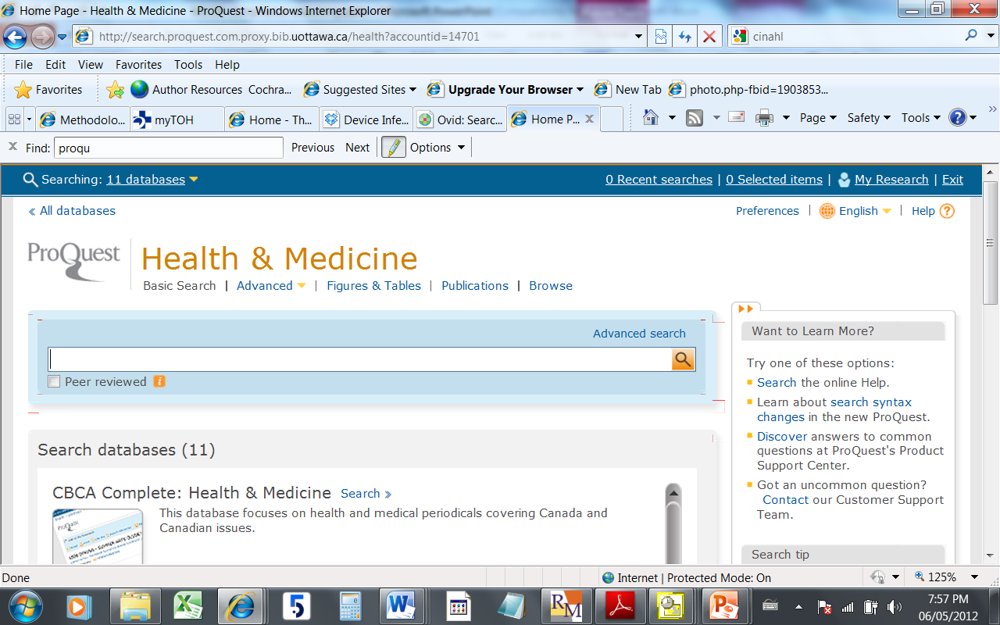 Home Page - Health & Medicine - ProQuest - Windows Internet Explorer
http://search.proquest.com.proxy.bib.uottawa.ca/health?accountid=14701
cinahl
File Edit View Favorites Tools Help
Favorites Author Resources Cochra... Suggested Sites Upgrade Your Browser New Tab photo.php-fbid=1903853...
Methodolo... myTOH Home - Th... Device Infe... Ovid: Searc... Home P... Page Safety Tools
Find: proqu Previous Next Options
Searching: 11 databases 0 Recent searches | 0 Selected items | My Research | Exit
« All databases Preferences | English | Help ?
ProQuest Health & Medicine
Basic Search | Advanced | Figures & Tables | Publications | Browse
Advanced search
Peer reviewed i
Search databases (11)
CBCA Complete: Health & Medicine Search »
This database focuses on health and medical periodicals covering Canada and
Canadian issues.
Want to Learn More?
Try one of these options:
Search the online Help.
Learn about search syntax
changes in the new ProQuest.
Discover answers to common
questions at ProQuest's Product
Support Center.
Got an uncommon question?
Contact our Customer Support
Team.
Search tip
Done Internet | Protected Mode: On 125%
5 RM
7:57 PM
06/05/2012